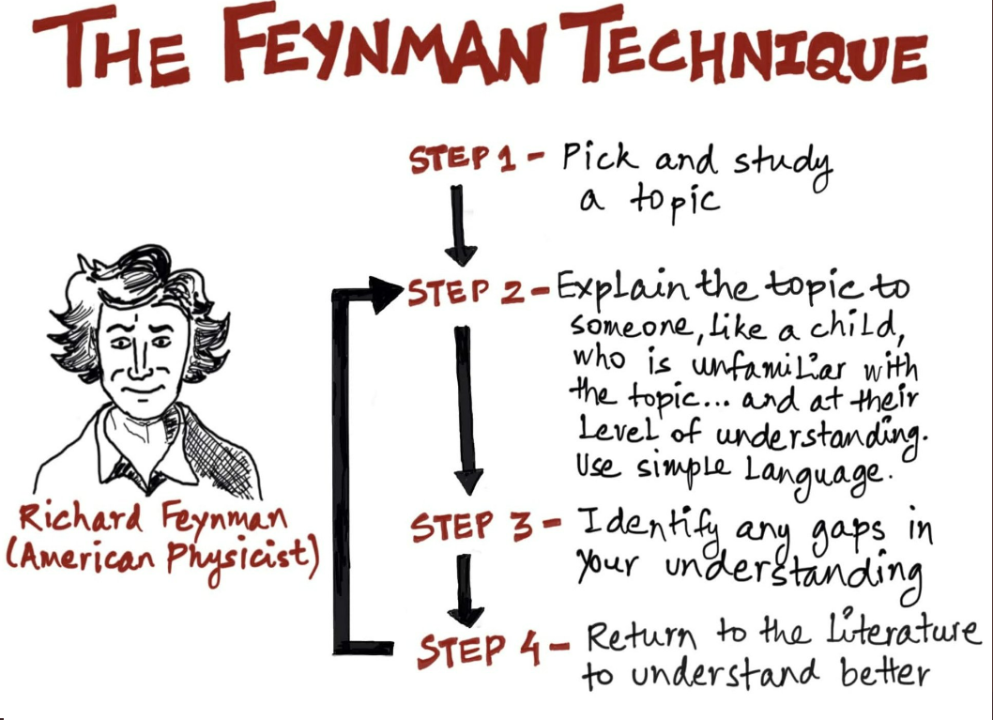 THE FEYNMAN TECHNIQUE
STEP 1 - Pick and study
a topic
STEP 2 - Explain the topic to
someone, like a child,
who is unfamiliar with
the topic... and at their
level of understanding.
Use simple language.
STEP 3 - Identify any gaps in
your understanding
STEP 4 - Return to the literature
to understand better
Richard Feynman
(American Physicist)